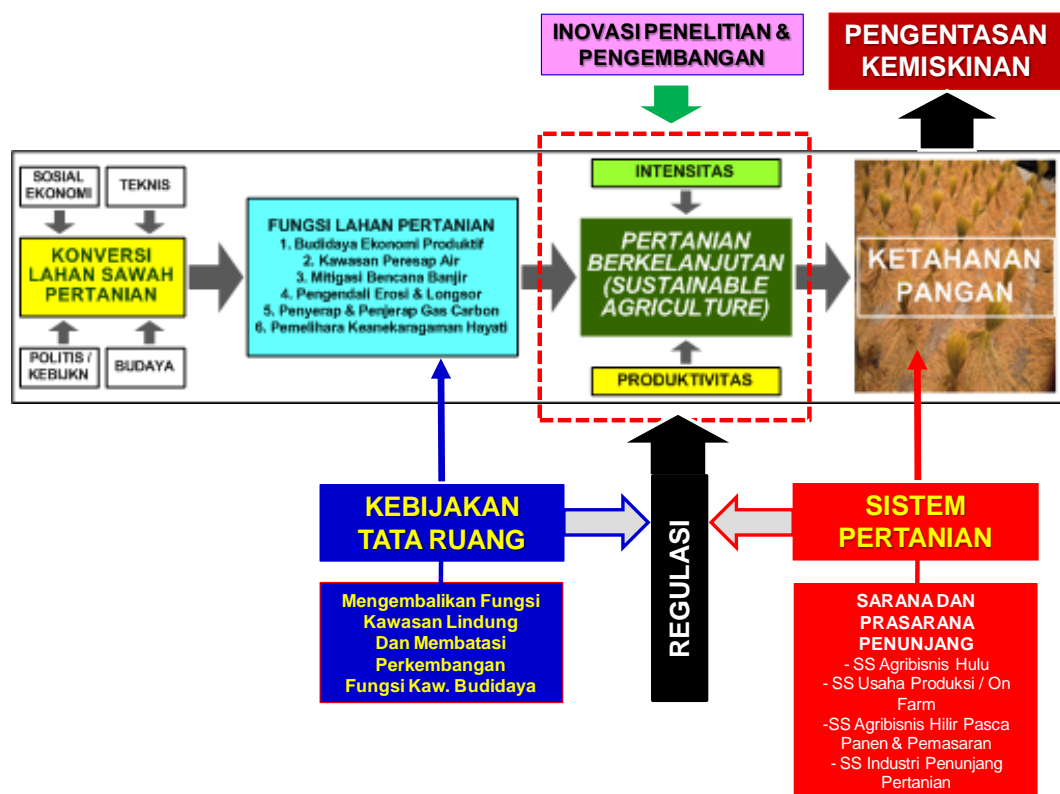 INOVASI PENELITIAN &
PENGEMBANGAN
PENGENTASAN
KEMISKINAN
SOSIAL
EKONOMI
TEKNIS
KONVERSI
LAHAN SAWAH
PERTANIAN
POLITIS /
KEBIJKN
BUDAYA
FUNGSI LAHAN PERTANIAN
1. Budidaya Ekonomi Produktif
2. Kawasan Peresap Air
3. Mitigasi Bencana Banjir
4. Pengendali Erosi & Longsor
5. Penyerap & Penjerap Gas Carbon
6. Pemelihara Keanekaragaman Hayati
INTENSITAS
PERTANIAN
BERKELANJUTAN
(SUSTAINABLE
AGRICULTURE)
PRODUKTIVITAS
KETAHANAN
PANGAN
KEBIJAKAN
TATA RUANG
Mengembalikan Fungsi
Kawasan Lindung
Dan Membatasi
Perkembangan
Fungsi Kaw. Budidaya
REGULASI
SISTEM
PERTANIAN
SARANA DAN
PRASARANA
PENUNJANG
- SS Agribisnis Hulu
- SS Usaha Produksi / On
Farm
-SS Agribisnis Hilir Pasca
Panen & Pemasaran
- SS Industri Penunjang
Pertanian